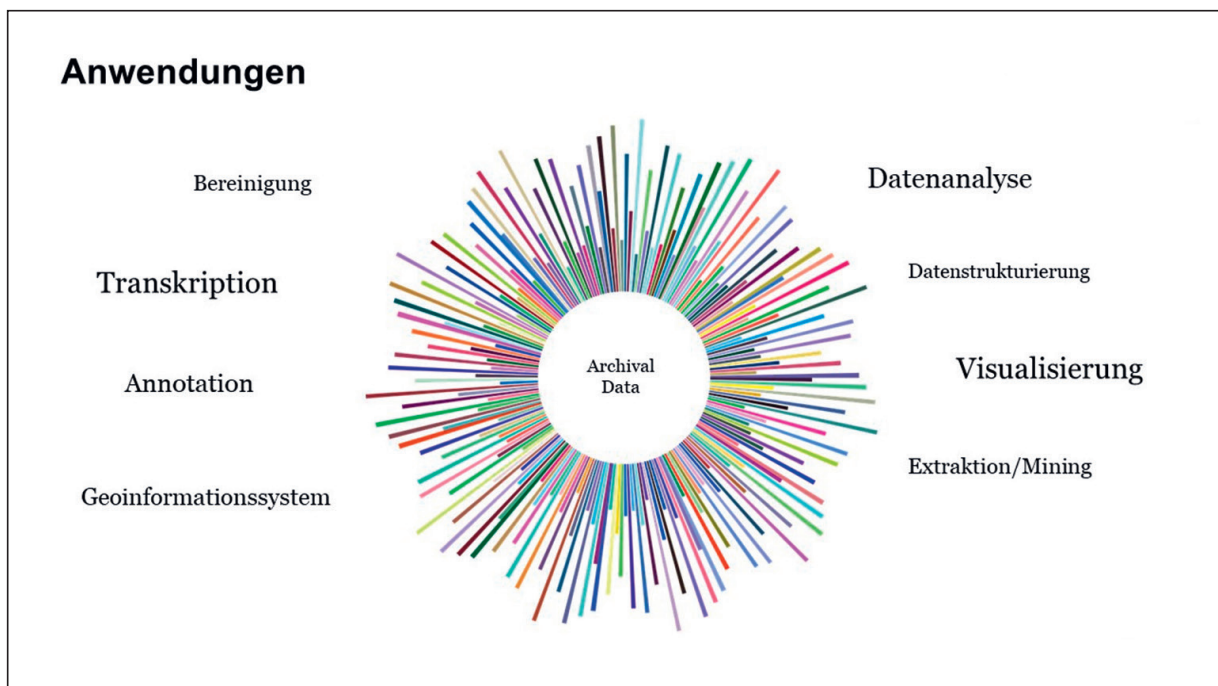 Anwendungen
Bereinigung
Datenanalyse
Transkription
Datenstrukturierung
Archival
Data
Annotation
Visualisierung
Geoinformationssystem
Extraktion/Mining